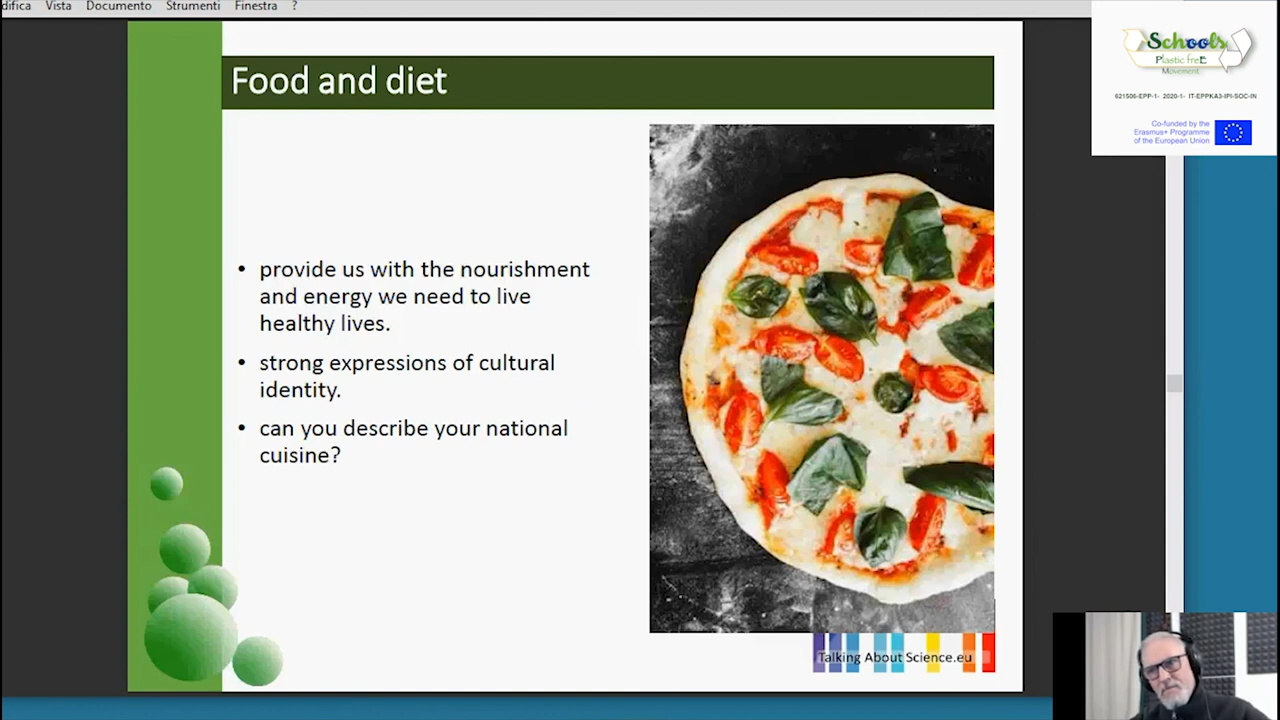 difica Vista Documento Strumenti Finestra ?
Schools
Plastic freE
Movement
621506-EPP-1- 2020-1- IT-EPPKA3-IPI-SOC-IN
Co-funded by the
Erasmus+ Programme
of the European Union
Food and diet
• provide us with the nourishment
and energy we need to live
healthy lives.
• strong expressions of cultural
identity.
• can you describe your national
cuisine?
Talking About Science.eu